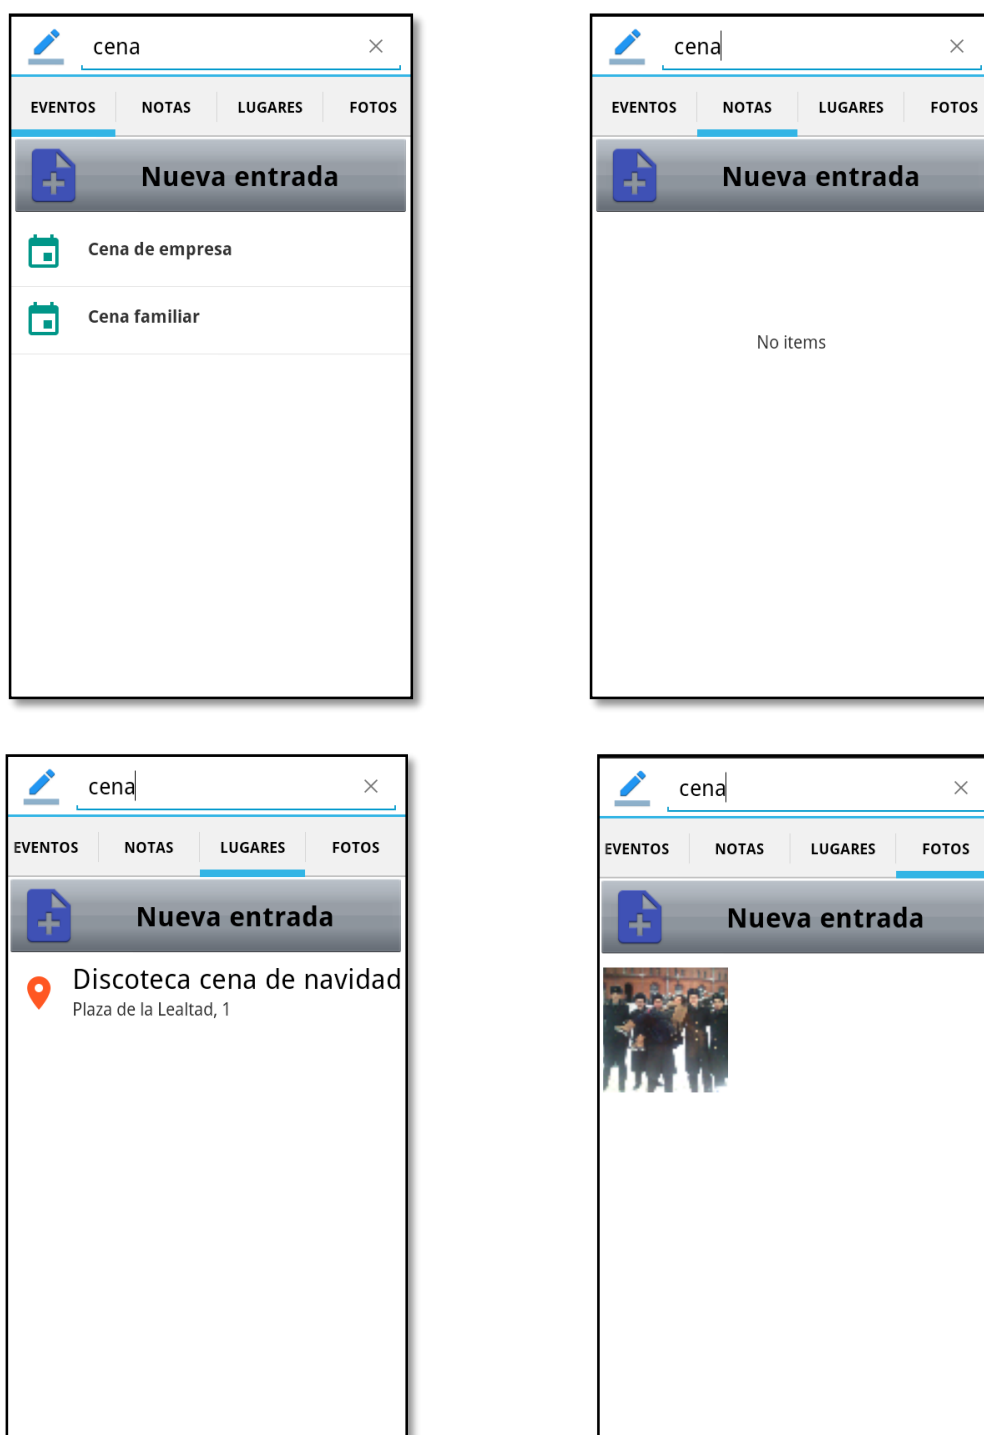 cena
EVENTOS NOTAS LUGARES FOTOS
Nueva entrada
Cena de empresa
Cena familiar
cena
EVENTOS NOTAS LUGARES FOTOS
Nueva entrada
No items
cena
EVENTOS NOTAS LUGARES FOTOS
Nueva entrada
Discoteca cena de navidad
Plaza de la Lealtad, 1
cena
EVENTOS NOTAS LUGARES FOTOS
Nueva entrada